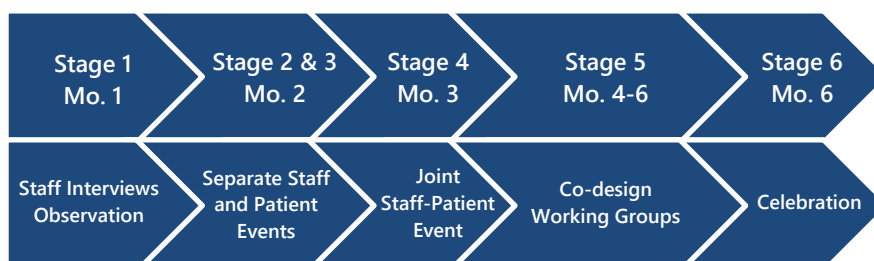 Stage 1
Mo. 1
Stage 2 & 3
Mo. 2
Stage 4
Mo. 3
Stage 5
Mo. 4-6
Stage 6
Mo. 6
Staff Interviews
Observation
Separate Staff
and Patient
Events
Joint
Staff-Patient
Event
Co-design
Working Groups
Celebration